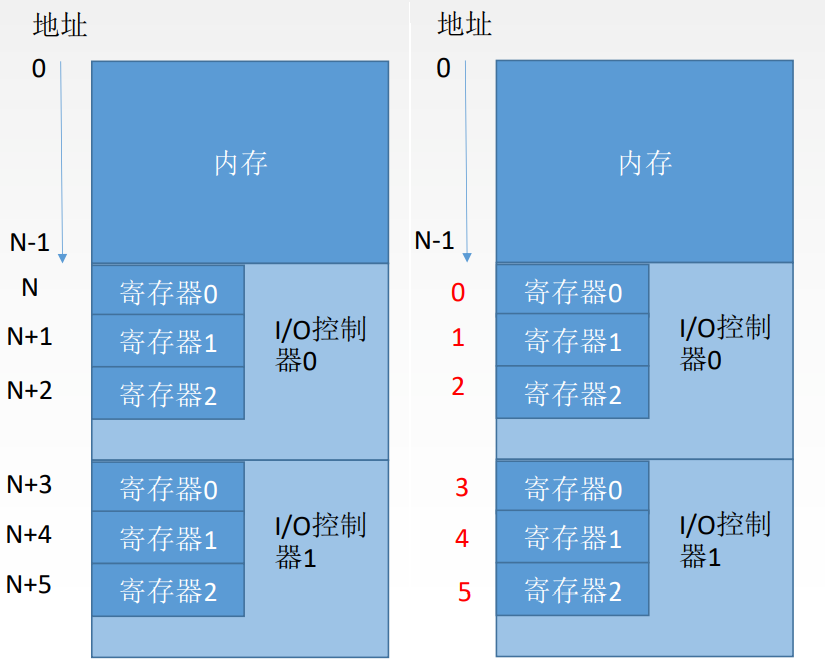 地址
0
内存
N-1
N
寄存器0
N+1
寄存器1
N+2
寄存器2
I/O控制
器0
N+3
寄存器0
N+4
寄存器1
N+5
寄存器2
I/O控制
器1
地址
0
内存
N-1
0
寄存器0
1
寄存器1
2
寄存器2
I/O控制
器0
3
寄存器0
4
寄存器1
5
寄存器2
I/O控制
器1